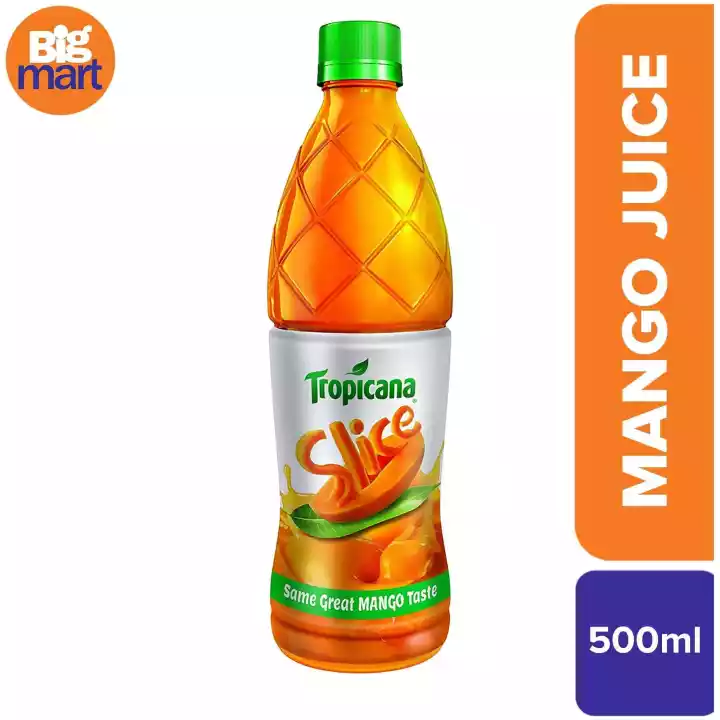 Big
mart
Tropicana
Slice
Same Great MANGO Taste
MANGO JUICE
500ml